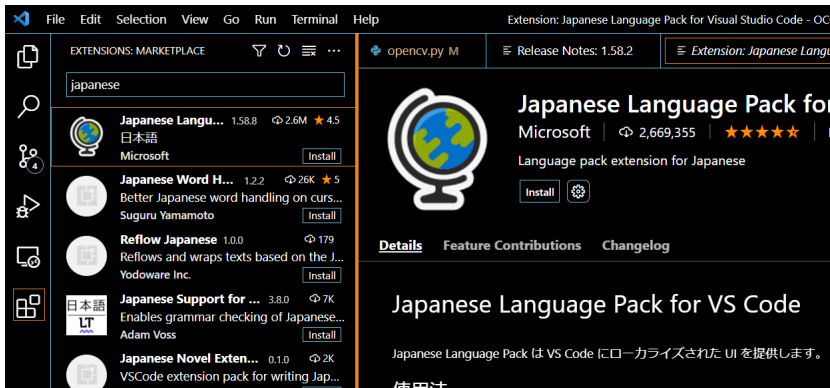 File Edit Selection View Go Run Terminal Help Extension: Japanese Language Pack for Visual Studio Code - OC
EXTENSIONS: MARKETPLACE
japanese
Japanese Langu... 1.58.8 2.6M 4.5
日本語
Microsoft Install
Japanese Word H... 1.2.2 26K 5
Better Japanese word handling on curs...
Suguru Yamamoto Install
Reflow Japanese 1.0.0 179
Reflows and wraps texts based on the J...
Yodoware Inc. Install
日本語
LT
Japanese Support for ... 3.8.0 7K
Enables grammar checking of Japanese...
Adam Voss Install
Japanese Novel Exten... 0.1.0 2K
VSCode extension pack for writing Jap...
4
opencv.py M Release Notes: 1.58.2 Extension: Japanese Langu
Japanese Language Pack fo
Microsoft 2,669,355
Language pack extension for Japanese
Install
Details Feature Contributions Changelog
Japanese Language Pack for VS Code
Japanese Language Pack は VS Code にローカライズされた UI を提供します。
使用法